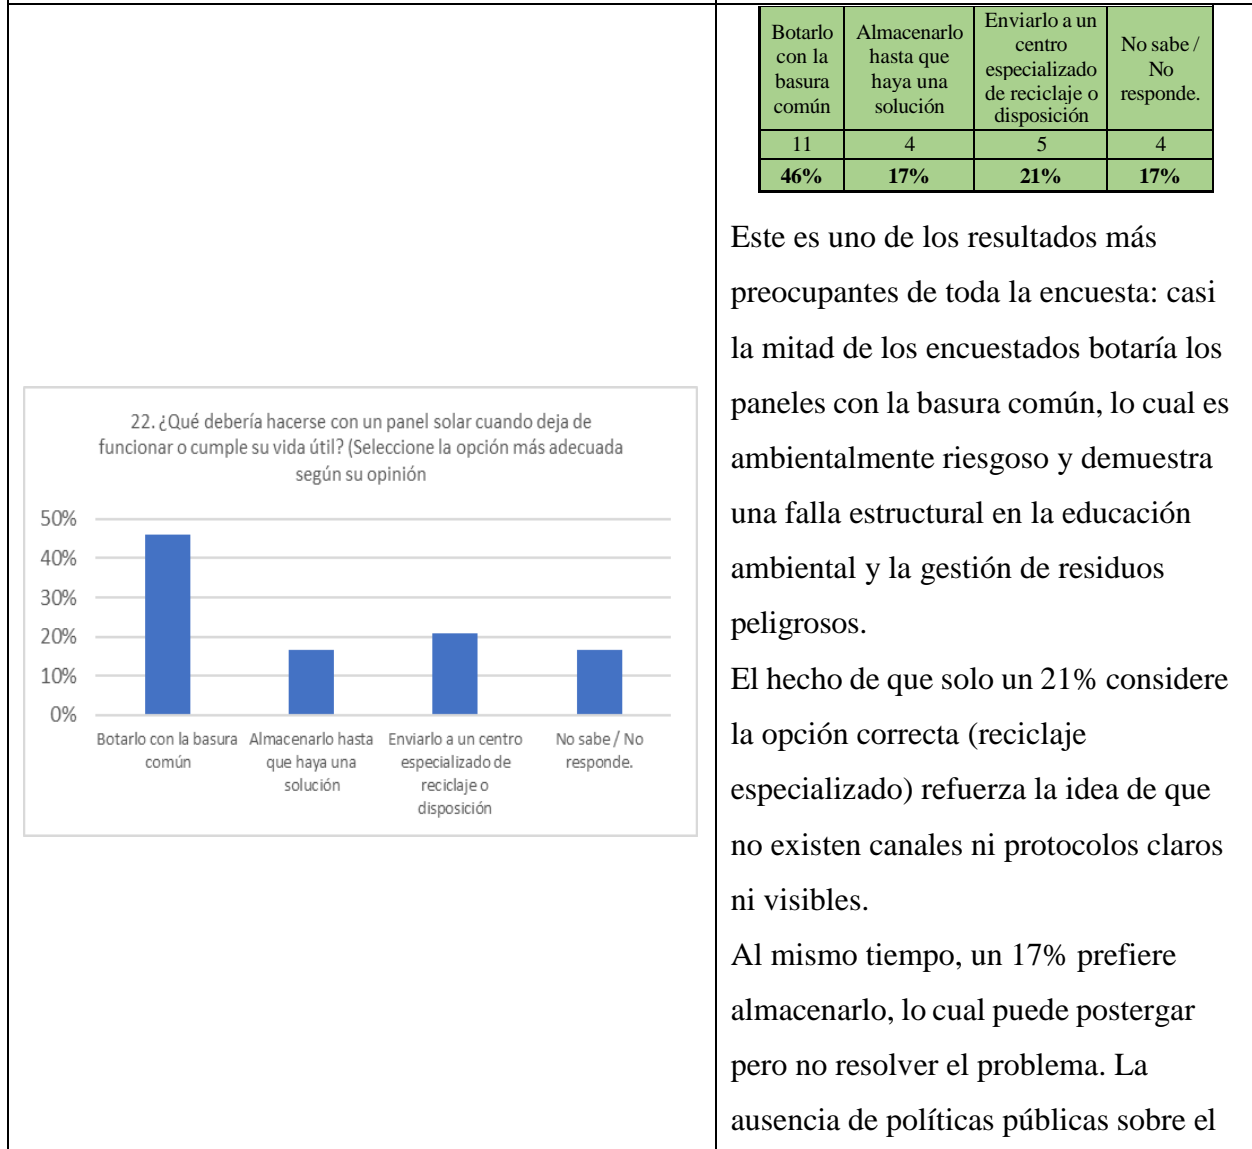 22. ¿Qué debería hacerse con un panel solar cuando deja de
funcionar o cumple su vida útil? (Seleccione la opción más adecuada
según su opinión
50%
40%
30%
20%
10%
0%
Botarlo con la basura
común
Almacenarlo hasta
que haya una
solución
Enviarlo a un centro
especializado de
reciclaje o
disposición
No sabe / No
responde.
Botarlo
con la
basura
común
Almacenarlo
hasta que
haya una
solución
Enviarlo a un
centro
especializado
de reciclaje o
disposición
No sabe /
No
responde.
11 4 5 4
46% 17% 21% 17%
Este es uno de los resultados más
preocupantes de toda la encuesta: casi
la mitad de los encuestados botaría los
paneles con la basura común, lo cual es
ambientalmente riesgoso y demuestra
una falla estructural en la educación
ambiental y la gestión de residuos
peligrosos.
El hecho de que solo un 21% considere
la opción correcta (reciclaje
especializado) refuerza la idea de que
no existen canales ni protocolos claros
ni visibles.
Al mismo tiempo, un 17% prefiere
almacenarlo, lo cual puede postergar
pero no resolver el problema. La
ausencia de políticas públicas sobre el